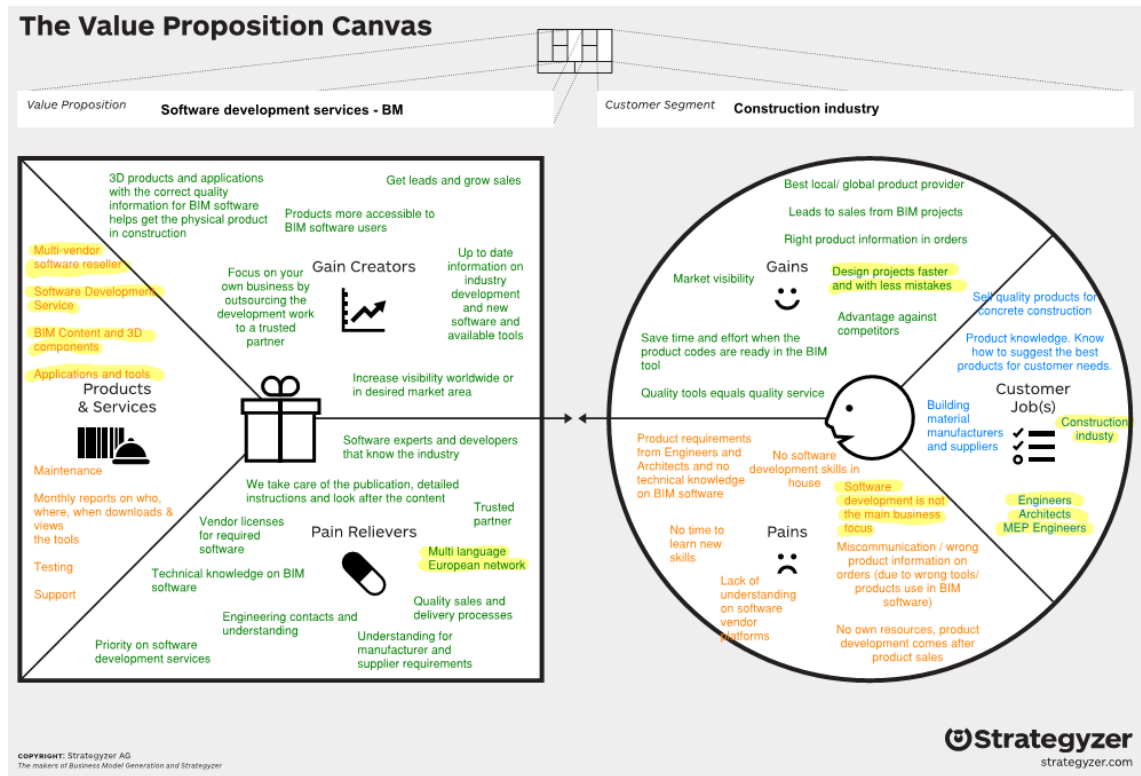 The Value Proposition Canvas
Value Proposition
Software development services - BM
Customer Segment
Construction industry
3D products and applications
with the correct quality
information for BIM software
helps get the physical product
in construction
Get leads and grow sales
Products more accessible to
BIM software users
Multi-vendor
software reseller
Software Development
Service
BIM Content and 3D
components
Applications and tools
Products
& Services
Maintenance
Monthly reports on who,
where, when downloads &
views
the tools
Testing
Support
Gain Creators
Focus on your
own business by
outsourcing the
development work
to a trusted
partner
Up to date
information on
industry
development
and new
software and
available tools
Increase visibility worldwide or
in desired market area
Software experts and developers
that know the industry
We take care of the publication, detailed
instructions and look after the content
Trusted
partner
Vendor licenses
for required
software
Pain Relievers
Multi language
European network
Technical knowledge on BIM
software
Quality sales and
delivery processes
Engineering contacts and
understanding
Understanding for
manufacturer and
supplier requirements
Priority on software
development services
Best local/ global product provider
Leads to sales from BIM projects
Right product information in orders
Market visibility
Gains
Design projects faster
and with less mistakes
Advantage against
competitors
Save time and effort when the
product codes are ready in the BIM
tool
Quality tools equals quality service
Sell quality products for
concrete construction
Product knowledge. Know
how to suggest the best
products for customer needs.
Customer
Job(s)
Building
material
manufacturers
and suppliers
Construction
industy
Engineers
Architects
MEP Engineers
Product requirements
from Engineers and
Architects and no
technical knowledge
on BIM software
No software
development skills in
house
Software
development is not
the main business
focus
No time to
learn new
skills
Pains
Miscommunication / wrong
product information on
orders (due to wrong tools/
products use in BIM
software)
Lack of
understanding
on software
vendor
platforms
No own resources, product
development comes after
product sales
COPYRIGHT: Strategyzer AG
The makers of Business Model Generation and Strategyzer
Strategyzer
strategyzer.com